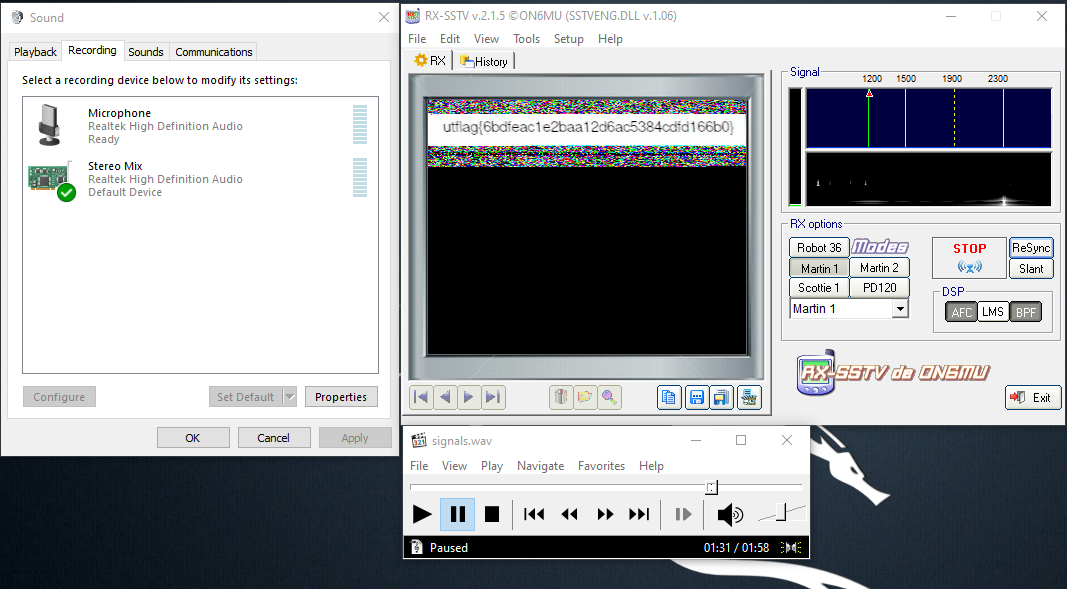 Sound
Playback
Recording
Sounds
Communications
Select a recording device below to modify its settings:
Microphone
Realtek High Definition Audio
Ready
Stereo Mix
Realtek High Definition Audio
Default Device
Configure
Set Default
Properties
OK
Cancel
Apply
RX-SSTV v.2.1.5 ©ON6MU (SSTVENG.DLL v.1.06)
File Edit View Tools Setup Help
RX
History
utflag{6bdfeac1e2baa12d6ac5384cdfd166b0}
Signal
1200 1500 1900 2300
RX options
Robot 36
Modes
Martin 1
Martin 2
Scottie 1
PD120
Martin 1
STOP
ReSync
Slant
DSP
AFC
LMS
BPF
RX-SSTV da ON6MU
Exit
signals.wav
File View Play Navigate Favorites Help
Paused
01:31 / 01:58